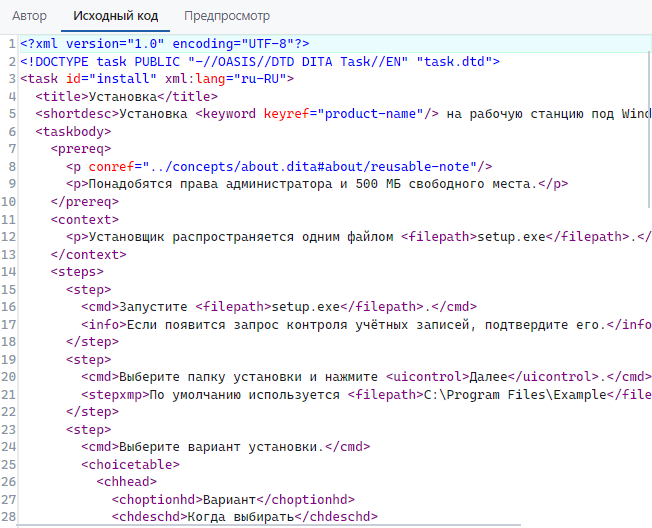 Автор Исходный код Предпросмотр
1 <?xml version="1.0" encoding="UTF-8"?>
2 <!DOCTYPE task PUBLIC "-//OASIS//DTD DITA Task//EN" "task.dtd">
3 <task id="install" xml:lang="ru-RU">
4 <title>Установка</title>
5 <shortdesc>Установка <keyword keyref="product-name"/> на рабочую станцию под Wind
6 <taskbody>
7 <prereq>
8 <p conref="../concepts/about.dita#about/reusable-note"/>
9 <p>Понадобятся права администратора и 500 МБ свободного места.</p>
10 </prereq>
11 <context>
12 <p>Установщик распространяется одним файлом <filepath>setup.exe</filepath>.</
13 </context>
14 <steps>
15 <step>
16 <cmd>Запустите <filepath>setup.exe</filepath>.</cmd>
17 <info>Если появится запрос контроля учётных записей, подтвердите его.</info
18 </step>
19 <step>
20 <cmd>Выберите папку установки и нажмите <uicontrol>Далее</uicontrol>.</cmd>
21 <stepxmp>По умолчанию используется <filepath>C:\Program Files\Example</file
22 </step>
23 <step>
24 <cmd>Выберите вариант установки.</cmd>
25 <choicetable>
26 <chhead>
27 <choptionhd>Вариант</choptionhd>
28 <chdeschd>Когда выбирать</chdeschd>